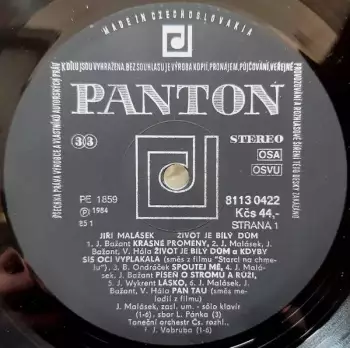 MADE IN CZECHOSLOVAKIA
VŠECHNA PRÁVA VÝROBCE A VLASTNÍKŮ AUTORSKÝCH PRÁV K DÍLU JSOU VYHRAŽENA. BEZ SOUHLASU JE VÝROBA KOPIÍ, PRONÁJEM, PŮJČOVÁNÍ, VEŘEJNÉ PROVOZOVÁNÍ A ROZHLASOVÉ ŠÍŘENÍ TÉTO DESKY ZAKÁZÁNO
PANTON
33
STEREO
OSA
OSVU
PE 1859
Ⓟ 1984
85 1
8113 0422
Kčs 44,-
STRANA 1
JIŘÍ MALÁSEK ŽIVOT JE BÍLÝ DŮM
1. J. Bažant KRÁSNÉ PROMĚNY, 2. J. Malásek, J.
Bažant, V. Hála ŽIVOT JE BÍLÝ DŮM a KDYBY
SIS OČI VYPLAKALA (směs z filmu "Starci na chme-
lu"), 3. B. Ondráček SPOUTEJ MĚ, 4. J. Malá-
sek, J. Bažant PÍSEŇ O STROMU A RŮŽI,
5. J. Wykrent LÁSKO, 6. J. Malásek, J.
Bažant, V. Hála PAN TAU (směs me-
lodií z filmu)
J. Malásek, zasl. um. - sólo klavír
(1-6), sbor L. Pánka (3)
Taneční orchestr Čs. rozhl.,
ř. J. Vobruba (1-6)